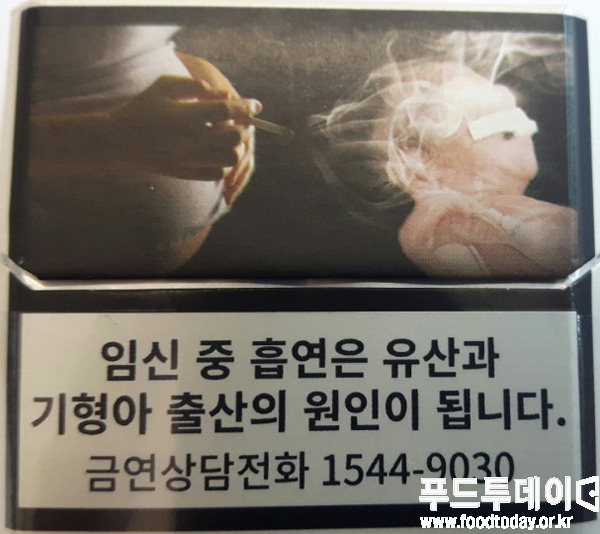 임신 중 흡연은 유산과
기형아 출산의 원인이 됩니다.
금연상담전화 1544-9030
푸드투데이
www.foodtoday.or.kr